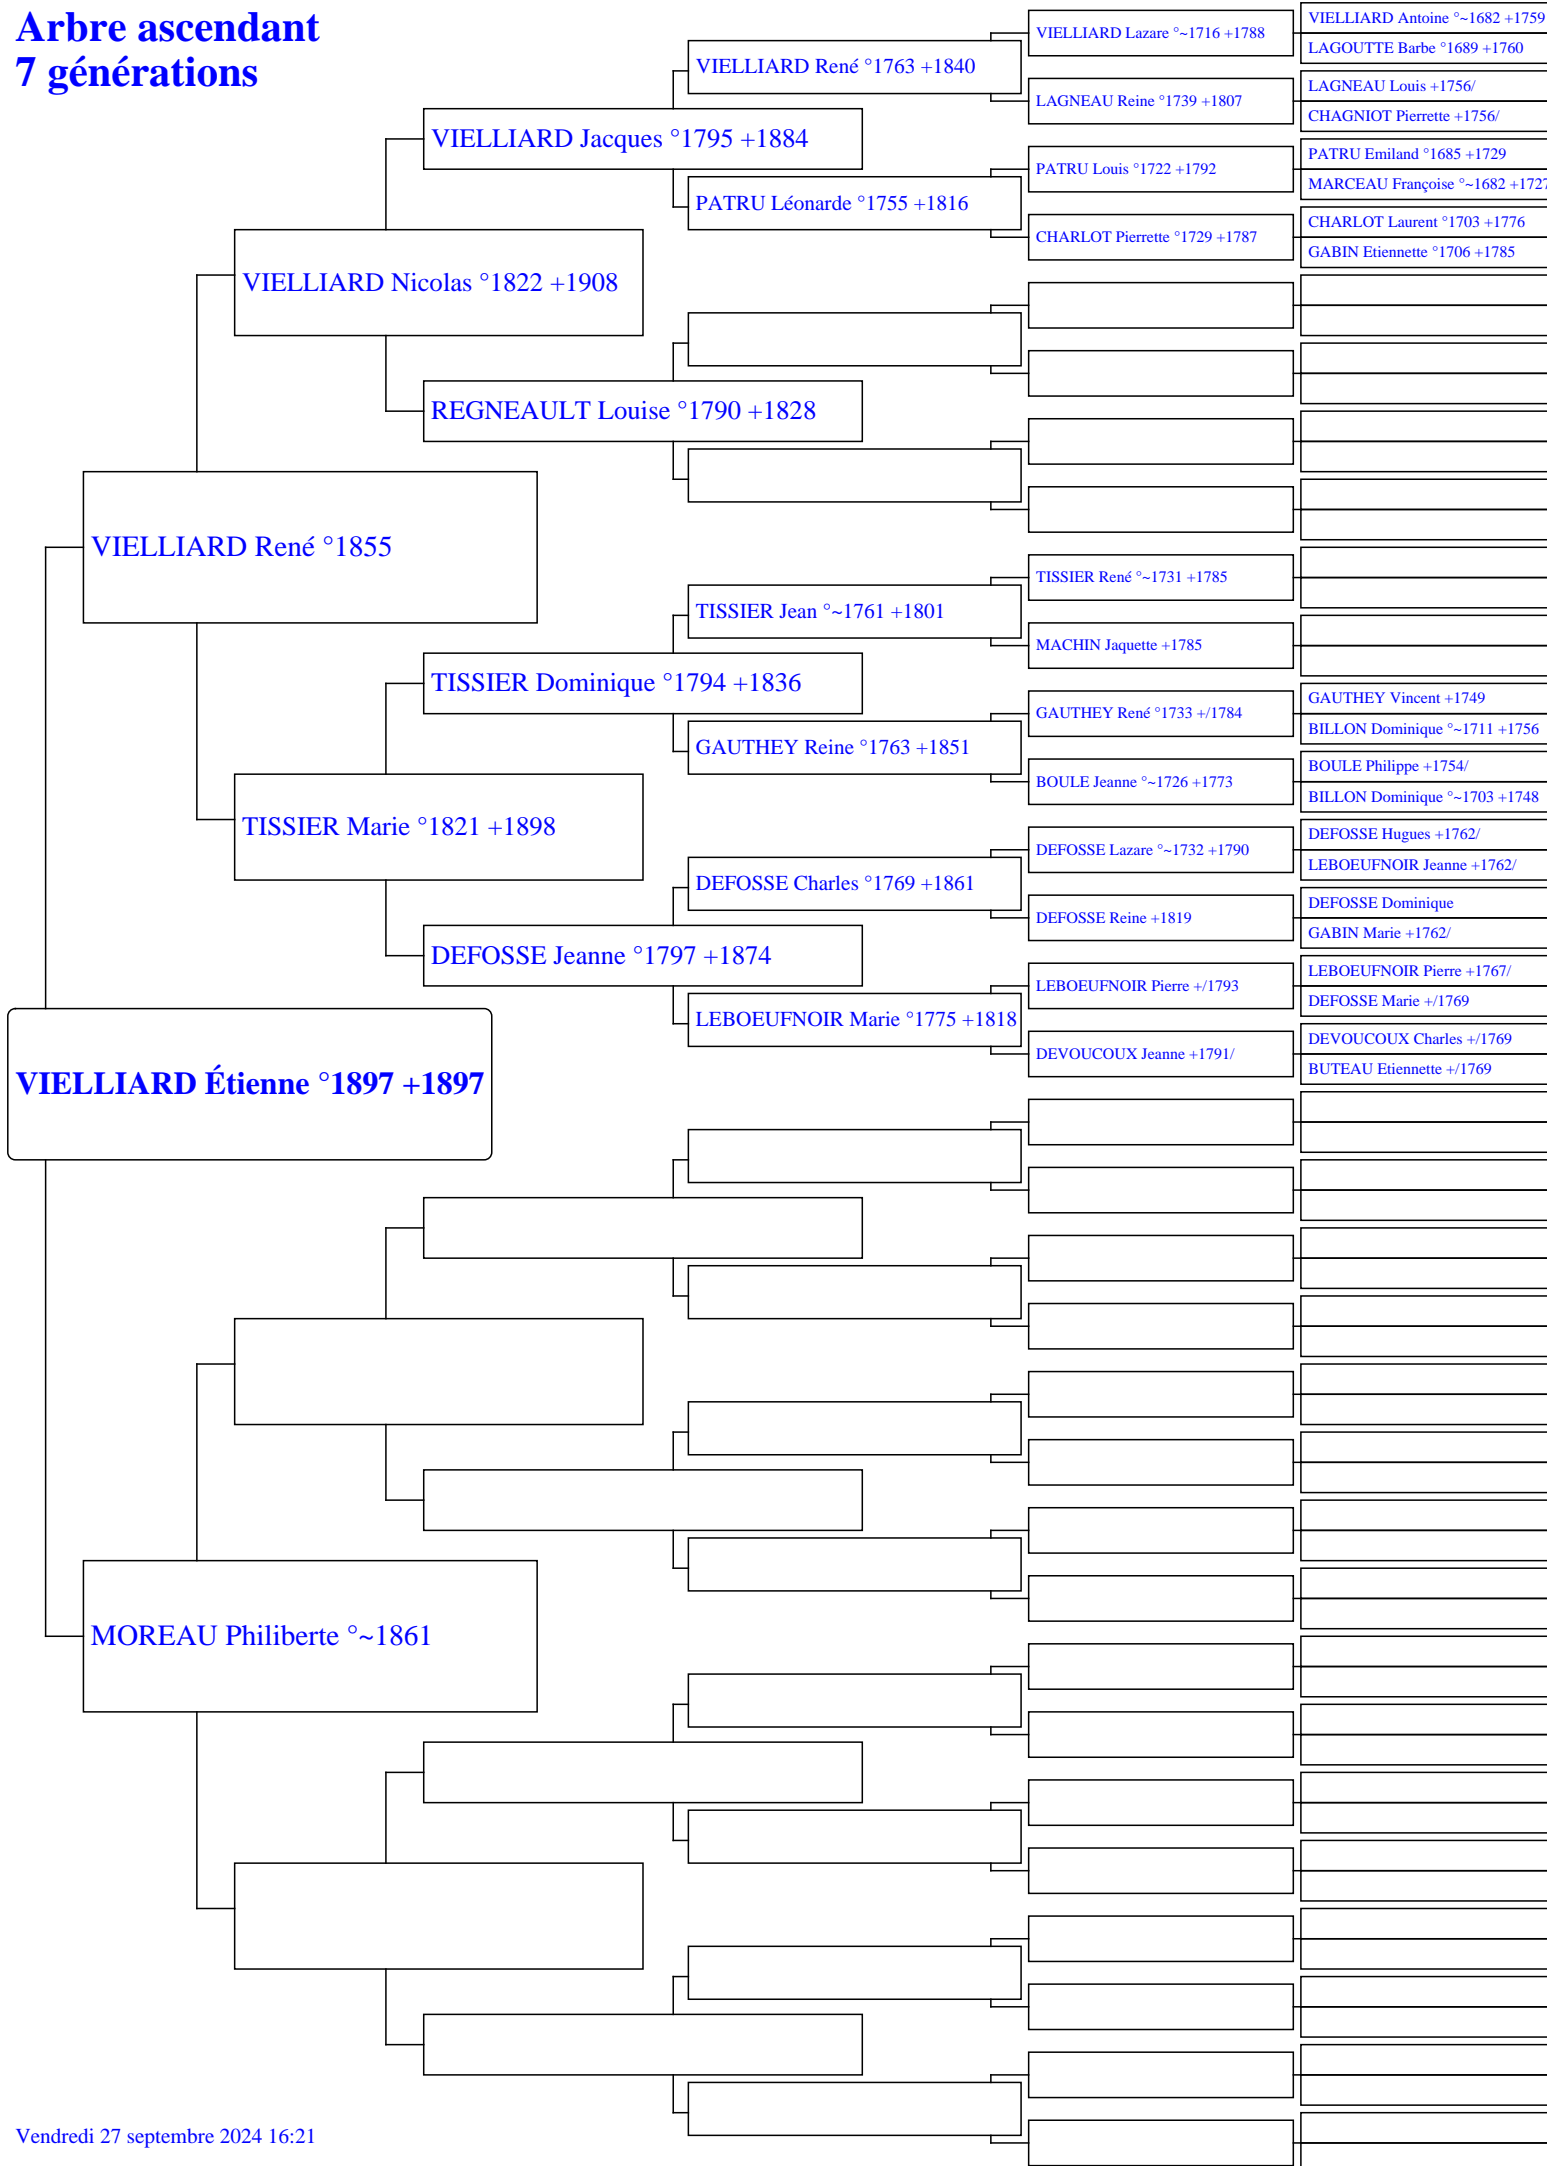 Arbre ascendant
7 générations
VIELLIARD Étienne °1897 +1897
VIELLIARD René °1855
MOREAU Philiberte °~1861
VIELLIARD Nicolas °1822 +1908
TISSIER Marie °1821 +1898
VIELLIARD Jacques °1795 +1884
REGNEAULT Louise °1790 +1828
TISSIER Dominique °1794 +1836
DEFOSSE Jeanne °1797 +1874
VIELLIARD René °1763 +1840
PATRU Léonarde °1755 +1816
TISSIER Jean °~1761 +1801
GAUTHEY Reine °1763 +1851
DEFOSSE Charles °1769 +1861
LEBOEUFNOIR Marie °1775 +1818
VIELLIARD Lazare °~1716 +1788
LAGNEAU Reine °1739 +1807
PATRU Louis °1722 +1792
CHARLOT Pierrette °1729 +1787
TISSIER René °~1731 +1785
MACHIN Jaquette +1785
GAUTHEY René °1733 +/1784
BOULE Jeanne °~1726 +1773
DEFOSSE Lazare °~1732 +1790
DEFOSSE Reine +1819
LEBOEUFNOIR Pierre +/1793
DEVOUCOUX Jeanne +1791/
VIELLIARD Antoine °~1682 +1759
LAGOUTTE Barbe °1689 +1760
LAGNEAU Louis +1756/
CHAGNIOT Pierrette +1756/
PATRU Emiland °1685 +1729
MARCEAU Françoise °~1682 +1727
CHARLOT Laurent °1703 +1776
GABIN Etiennette °1706 +1785
GAUTHEY Vincent +1749
BILLON Dominique °~1711 +1756
BOULE Philippe +1754/
BILLON Dominique °~1703 +1748
DEFOSSE Hugues +1762/
LEBOEUFNOIR Jeanne +1762/
DEFOSSE Dominique
GABIN Marie +1762/
LEBOEUFNOIR Pierre +1767/
DEFOSSE Marie +/1769
DEVOUCOUX Charles +/1769
BUTEAU Etiennette +/1769
Vendredi 27 septembre 2024 16:21